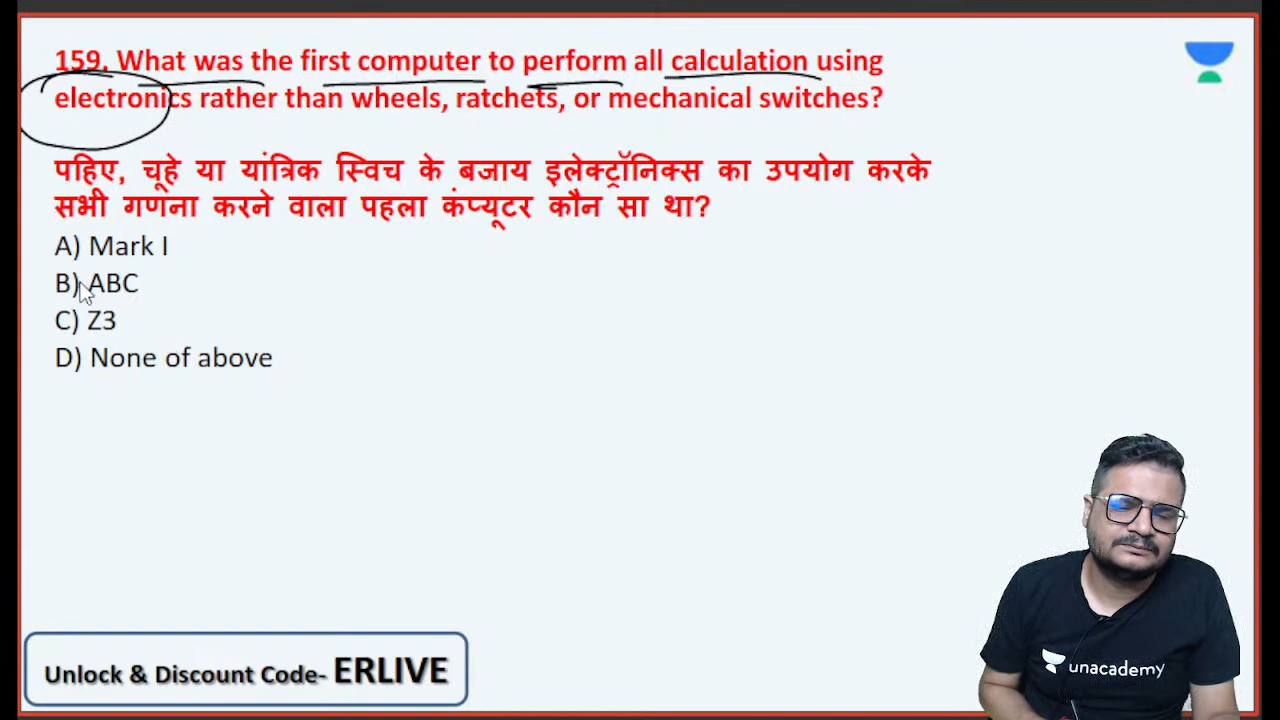 159. What was the first computer to perform all calculation using
electronics rather than wheels, ratchets, or mechanical switches?
पहिए, चूहे या यांत्रिक स्विच के बजाय इलेक्ट्रॉनिक्स का उपयोग करके
सभी गणना करने वाला पहला कंप्यूटर कौन सा था?
A) Mark I
B) ABC
C) Z3
D) None of above
unacademy
Unlock & Discount Code- ERLIVE